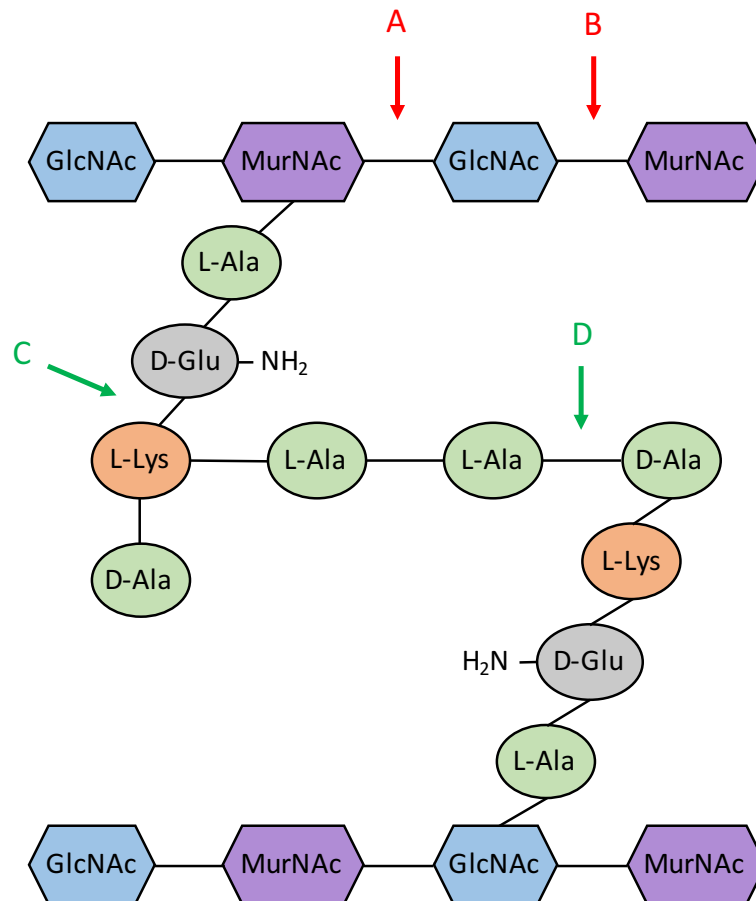 A B
GlcNAc MurNAc GlcNAc MurNAc
L-Ala
C D-Glu NH₂ D
L-Lys L-Ala L-Ala D-Ala
D-Ala L-Lys
H₂N D-Glu
L-Ala
GlcNAc MurNAc GlcNAc MurNAc